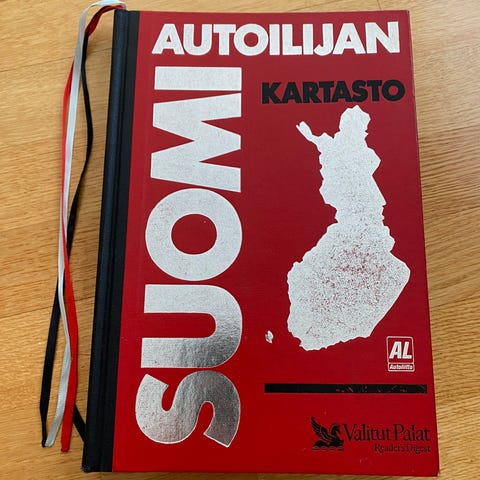 AUTOILIJAN
SUOMI
KARTASTO
AL
Autoliitto
Valitut Palat
Reader's Digest